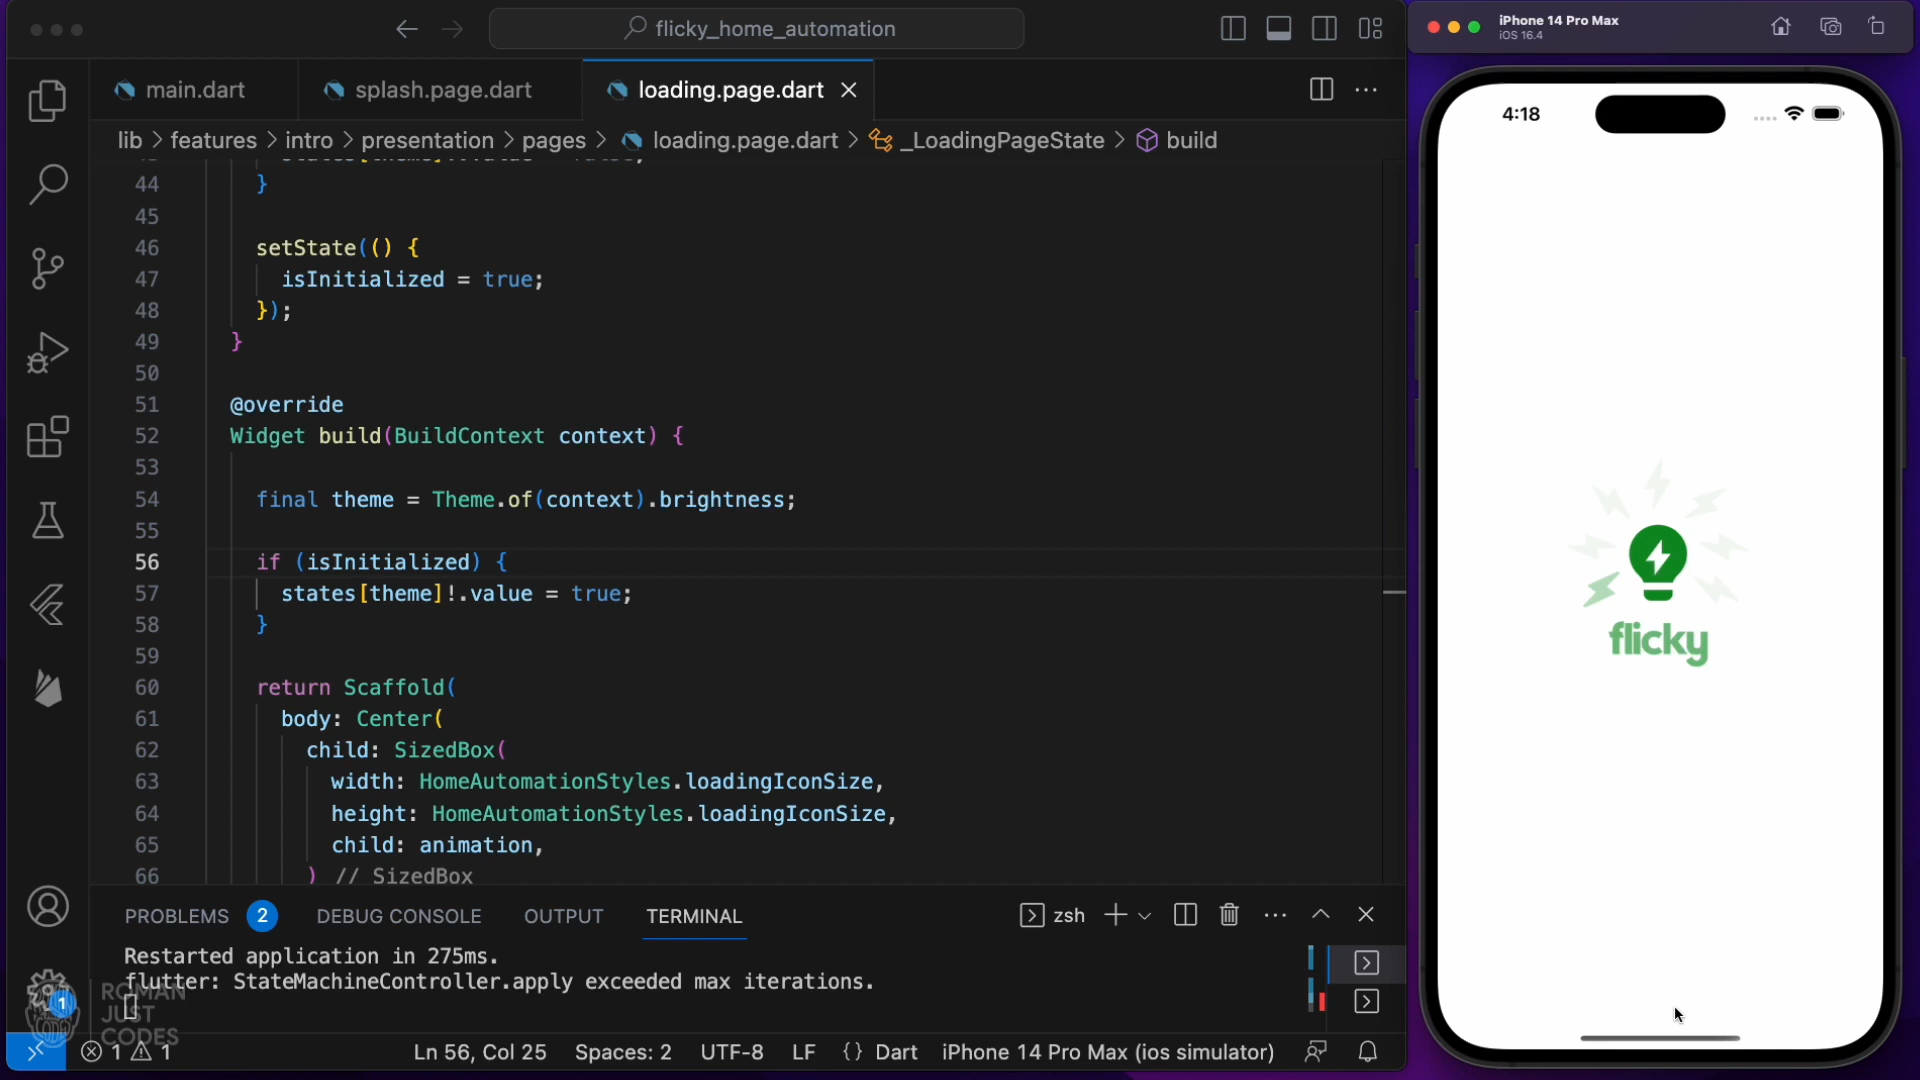 flicky_home_automation
main.dart
splash.page.dart
loading.page.dart
lib > features > intro > presentation > pages > loading.page.dart > _LoadingPageState > build
44 }
45
46 setState(() {
47 isInitialized = true;
48 });
49 }
50
51 @override
52 Widget build(BuildContext context) {
53
54 final theme = Theme.of(context).brightness;
55
56 if (isInitialized) {
57 states[theme]!.value = true;
58 }
59
60 return Scaffold(
61 body: Center(
62 child: SizedBox(
63 width: HomeAutomationStyles.loadingIconSize,
64 height: HomeAutomationStyles.loadingIconSize,
65 child: animation,
66 ) // SizedBox
PROBLEMS 2 DEBUG CONSOLE OUTPUT TERMINAL
zsh
Restarted application in 275ms.
flutter: StateMachineController.apply exceeded max iterations.
1
ROMAN
JUST
CODES
1 1 Ln 56, Col 25 Spaces: 2 UTF-8 LF {} Dart iPhone 14 Pro Max (ios simulator)
iPhone 14 Pro Max
iOS 16.4
4:18
flicky